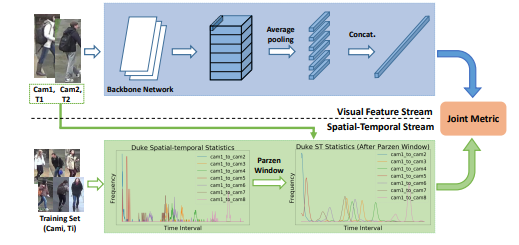 Cam1, Cam2,
T1 T2
Backbone Network
Average
pooling
Concat.
Visual Feature Stream
Spatial-Temporal Stream
Joint Metric
Training Set
(Cami, Ti)
Duke Spatial-temporal Statistics
Frequency
cam1_to_cam2
cam1_to_cam3
cam1_to_cam4
cam1_to_cam5
cam1_to_cam6
cam1_to_cam7
cam1_to_cam8
Time Interval
Parzen
Window
Duke ST Statistics (After Parzen Window)
Frequency
cam1_to_cam2
cam1_to_cam3
cam1_to_cam4
cam1_to_cam5
cam1_to_cam6
cam1_to_cam7
cam1_to_cam8
Time Interval